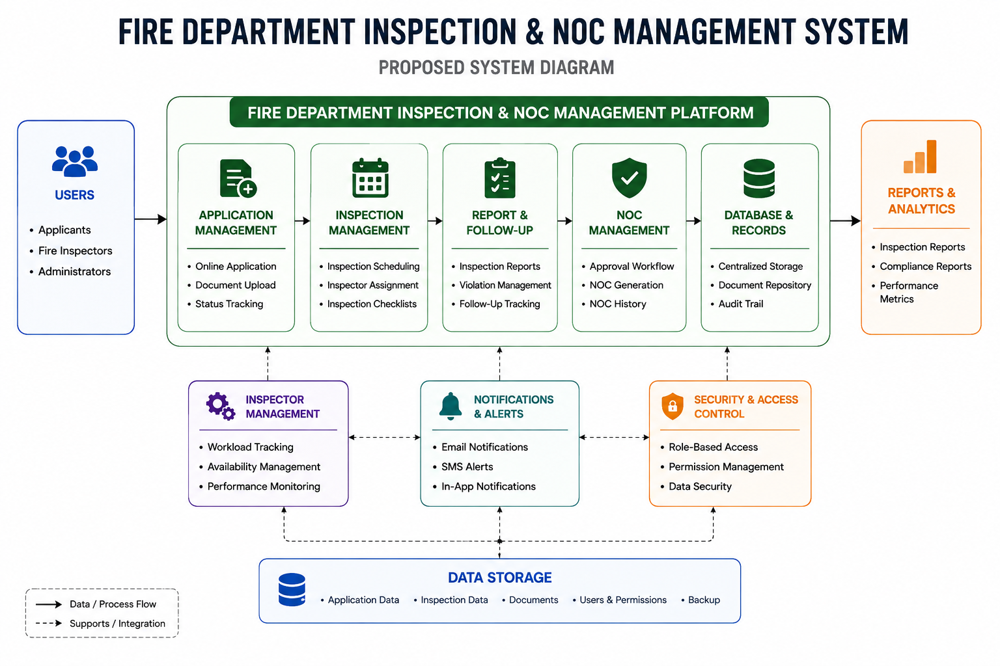 FIRE DEPARTMENT INSPECTION & NOC MANAGEMENT SYSTEM
PROPOSED SYSTEM DIAGRAM
FIRE DEPARTMENT INSPECTION & NOC MANAGEMENT PLATFORM
USERS
• Applicants
• Fire Inspectors
• Administrators
APPLICATION
MANAGEMENT
• Online Application
• Document Upload
• Status Tracking
INSPECTION
MANAGEMENT
• Inspection Scheduling
• Inspector Assignment
• Inspection Checklists
REPORT &
FOLLOW-UP
• Inspection Reports
• Violation Management
• Follow-Up Tracking
NOC
MANAGEMENT
• Approval Workflow
• NOC Generation
• NOC History
DATABASE &
RECORDS
• Centralized Storage
• Document Repository
• Audit Trail
REPORTS &
ANALYTICS
• Inspection Reports
• Compliance Reports
• Performance
Metrics
INSPECTOR
MANAGEMENT
• Workload Tracking
• Availability Management
• Performance Monitoring
NOTIFICATIONS
& ALERTS
• Email Notifications
• SMS Alerts
• In-App Notifications
SECURITY & ACCESS
CONTROL
• Role-Based Access
• Permission Management
• Data Security
DATA STORAGE
• Application Data • Inspection Data • Documents • Users & Permissions • Backup
Data / Process Flow
Supports / Integration